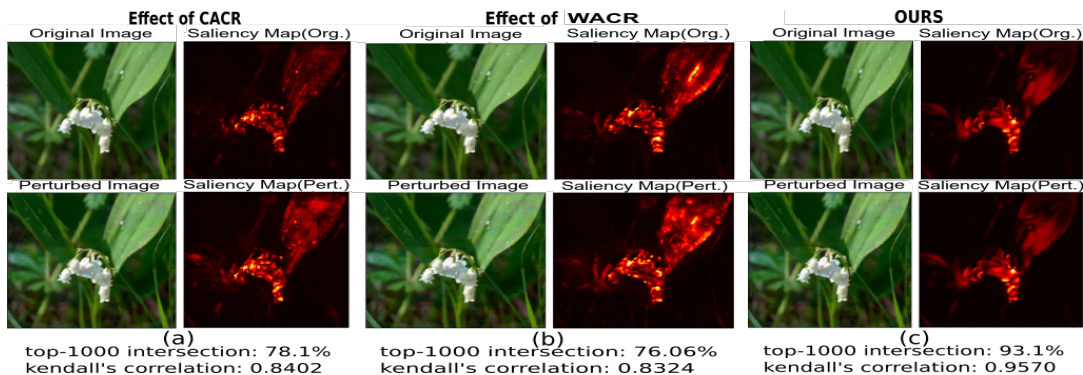 Effect of CACR
Original Image
Saliency Map(Org.)
Perturbed Image
Saliency Map(Pert.)
(a)
top-1000 intersection: 78.1%
kendall's correlation: 0.8402
Effect of WACR
Original Image
Saliency Map(Org.)
Perturbed Image
Saliency Map(Pert.)
(b)
top-1000 intersection: 76.06%
kendall's correlation: 0.8324
OURS
Original Image
Saliency Map(Org.)
Perturbed Image
Saliency Map(Pert.)
(c)
top-1000 intersection: 93.1%
kendall's correlation: 0.9570